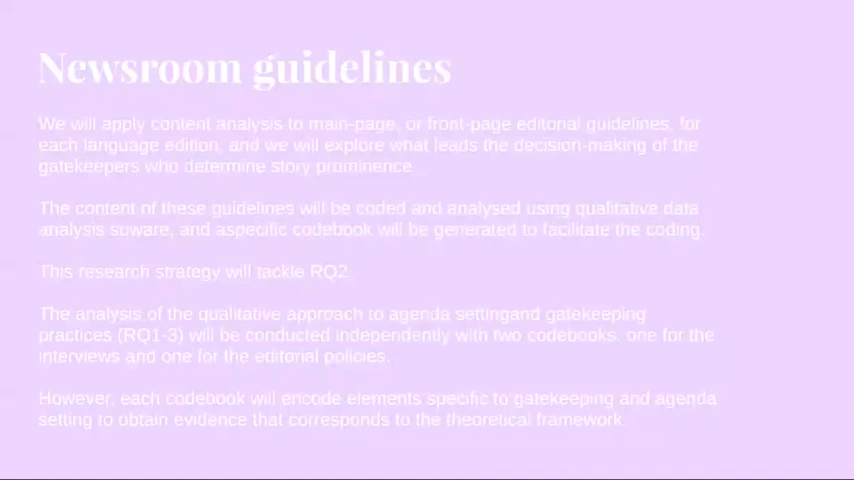 Newsroom guidelines
We will apply content analysis to main-page, or front-page editorial guidelines, for
each language edition, and we will explore what leads the decision-making of the
gatekeepers who determine story prominence.
The content of these guidelines will be coded and analysed using qualitative data
analysis soware, and aspecific codebook will be generated to facilitate the coding.
This research strategy will tackle RQ2.
The analysis of the qualitative approach to agenda settingand gatekeeping
practices (RQ1-3) will be conducted independently with two codebooks: one for the
interviews and one for the editorial policies.
However, each codebook will encode elements specific to gatekeeping and agenda
setting to obtain evidence that corresponds to the theoretical framework.